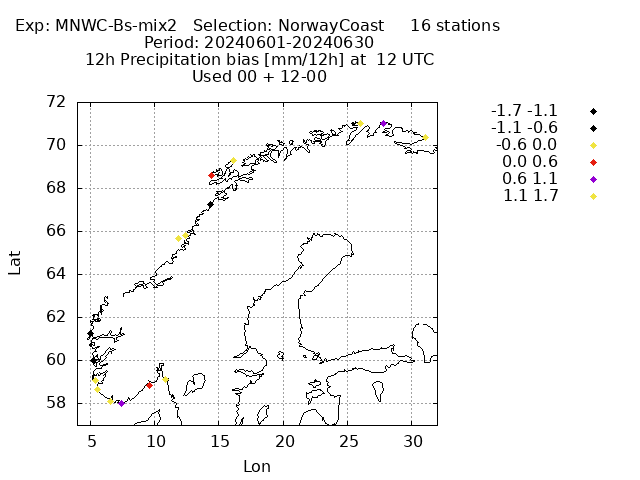 Exp: MNWC-Bs-mix2 Selection: NorwayCoast 16 stations
Period: 20240601-20240630
12h Precipitation bias [mm/12h] at 12 UTC
Used 00 + 12-00
-1.7 -1.1
-1.1 -0.6
-0.6 0.0
0.0 0.6
0.6 1.1
1.1 1.7
72
70
68
66
64
62
60
58
Lat
5 10 15 20 25 30
Lon